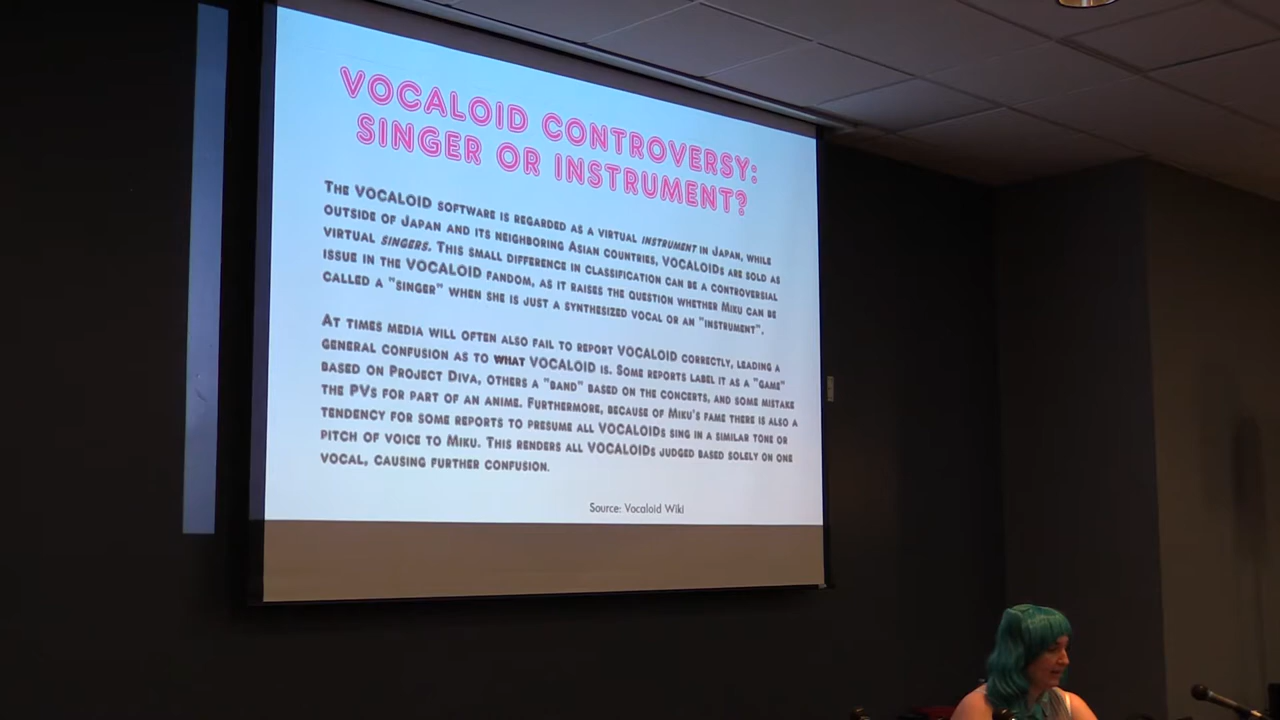 VOCALOID CONTROVERSY:
SINGER OR INSTRUMENT?
THE VOCALOID SOFTWARE IS REGARDED AS A VIRTUAL INSTRUMENT IN JAPAN, WHILE
OUTSIDE OF JAPAN AND ITS NEIGHBORING ASIAN COUNTRIES, VOCALOIDS ARE SOLD AS
VIRTUAL SINGERS. THIS SMALL DIFFERENCE IN CLASSIFICATION CAN BE A CONTROVERSIAL
ISSUE IN THE VOCALOID FANDOM, AS IT RAISES THE QUESTION WHETHER MIKU CAN BE
CALLED A "SINGER" WHEN SHE IS JUST A SYNTHESIZED VOCAL OR AN "INSTRUMENT".
AT TIMES MEDIA WILL OFTEN ALSO FAIL TO REPORT VOCALOID CORRECTLY, LEADING A
GENERAL CONFUSION AS TO WHAT VOCALOID IS. SOME REPORTS LABEL IT AS A "GAME"
BASED ON PROJECT DIVA, OTHERS A "BAND" BASED ON THE CONCERTS, AND SOME MISTAKE
THE PVS FOR PART OF AN ANIME. FURTHERMORE, BECAUSE OF MIKU'S FAME THERE IS ALSO A
TENDENCY FOR SOME REPORTS TO PRESUME ALL VOCALOIDS SING IN A SIMILAR TONE OR
PITCH OF VOICE TO MIKU. THIS RENDERS ALL VOCALOIDS JUDGED BASED SOLELY ON ONE
VOCAL, CAUSING FURTHER CONFUSION.
Source: Vocaloid Wiki